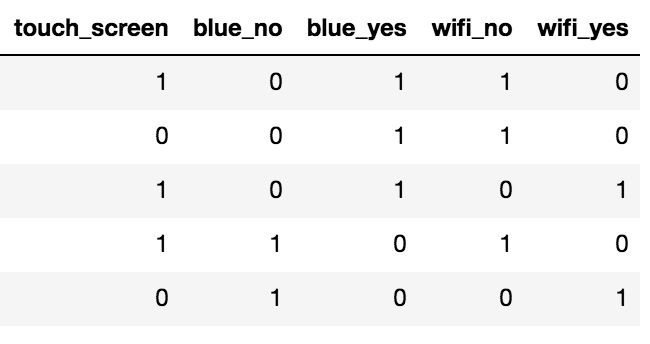 touch_screen blue_no blue_yes wifi_no wifi_yes
1 0 1 1 0
0 0 1 1 0
1 0 1 0 1
1 1 0 1 0
0 1 0 0 1